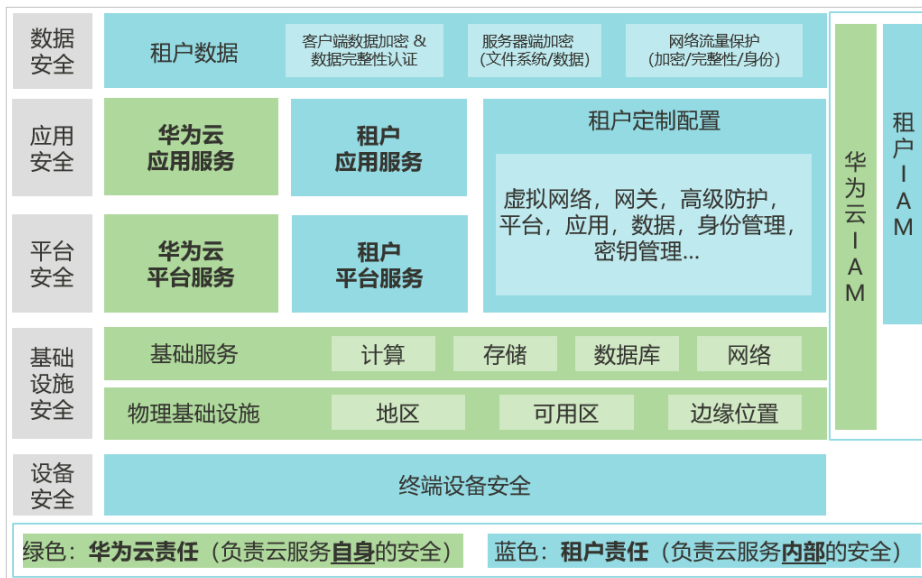 数据
安全
租户数据
客户端数据加密 &
数据完整性认证
服务器端加密
(文件系统/数据)
网络流量保护
(加密/完整性/身份)
应用
安全
华为云
应用服务
租户
应用服务
租户定制配置
虚拟网络，网关，高级防护，
平台，应用，数据，身份管理，
密钥管理...
平台
安全
华为云
平台服务
租户
平台服务
基础
设施
安全
基础服务
计算
存储
数据库
网络
物理基础设施
地区
可用区
边缘位置
设备
安全
终端设备安全
华为云IAM
租户IAM
绿色：华为云责任（负责云服务自身的安全）
蓝色：租户责任（负责云服务内部的安全）